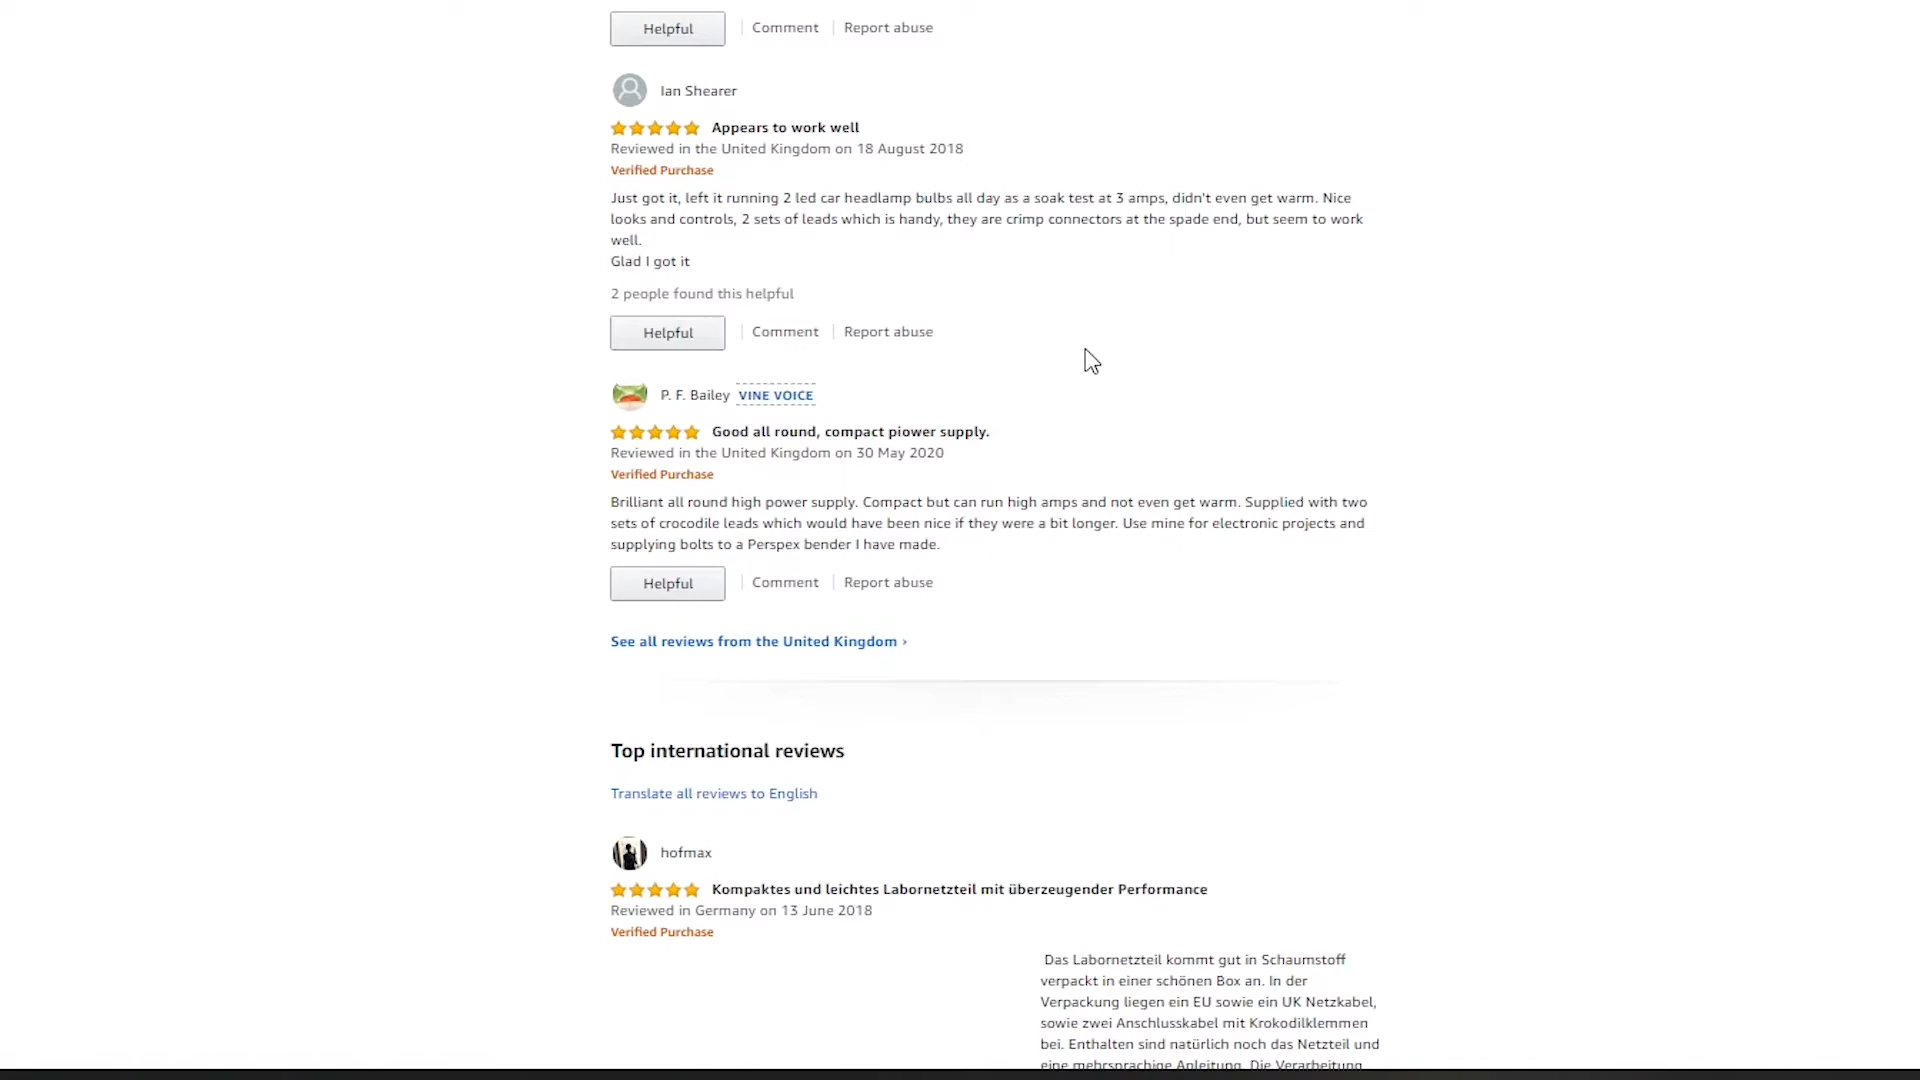 Helpful
Comment
Report abuse
Ian Shearer
Appears to work well
Reviewed in the United Kingdom on 18 August 2018
Verified Purchase
Just got it, left it running 2 led car headlamp bulbs all day as a soak test at 3 amps, didn't even get warm. Nice
looks and controls, 2 sets of leads which is handy, they are crimp connectors at the spade end, but seem to work
well.
Glad I got it
2 people found this helpful
Helpful
Comment
Report abuse
P. F. Bailey VINE VOICE
Good all round, compact piower supply.
Reviewed in the United Kingdom on 30 May 2020
Verified Purchase
Brilliant all round high power supply. Compact but can run high amps and not even get warm. Supplied with two
sets of crocodile leads which would have been nice if they were a bit longer. Use mine for electronic projects and
supplying bolts to a Perspex bender I have made.
Helpful
Comment
Report abuse
See all reviews from the United Kingdom ›
Top international reviews
Translate all reviews to English
hofmax
Kompaktes und leichtes Labornetzteil mit überzeugender Performance
Reviewed in Germany on 13 June 2018
Verified Purchase
Das Labornetzteil kommt gut in Schaumstoff
verpackt in einer schönen Box an. In der
Verpackung liegen ein EU sowie ein UK Netzkabel,
sowie zwei Anschlusskabel mit Krokodilklemmen
bei. Enthalten sind natürlich noch das Netzteil und
eine mehrsprachige Anleitung. Die Verarbeitung